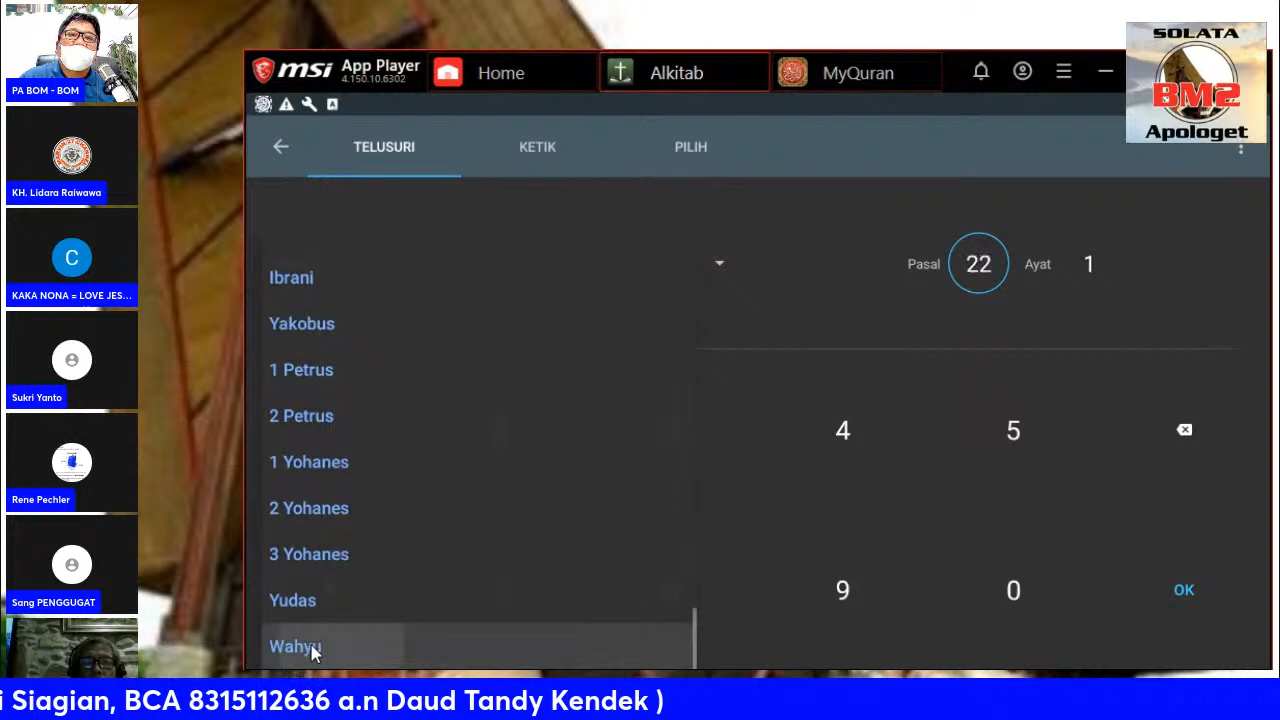 PA BOM - BOM
KH. Lidara Raiwawa
C
KAKA NONA = LOVE JES...
Sukri Yanto
Rene Pechler
Sang PENGGUGAT
msi App Player
4.150.10.6302
Home
Alkitab
MyQuran
SOLATA
BM2
Apologet
TELUSURI
KETIK
PILIH
Ibrani
Yakobus
1 Petrus
2 Petrus
1 Yohanes
2 Yohanes
3 Yohanes
Yudas
Wahyu
Pasal 22 Ayat 1
4 5
9 0 OK
i Siagian, BCA 8315112636 a.n Daud Tandy Kendek )